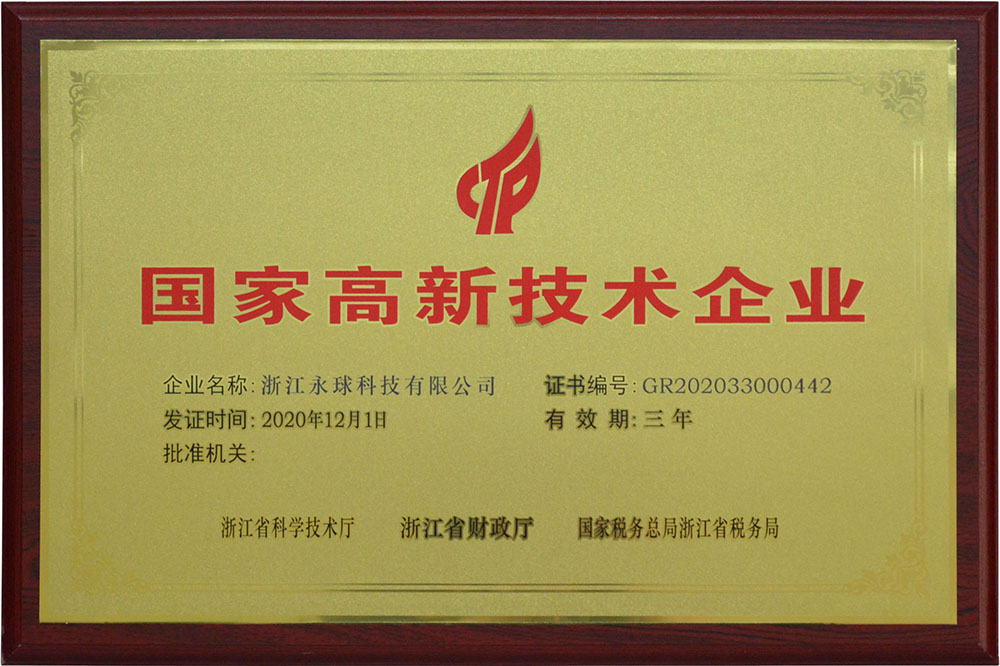 国家高新技术企业
企业名称: 浙江永球科技有限公司 证书编号: GR202033000442
发证时间: 2020年12月1日 有效期: 三年
批准机关:
浙江省科学技术厅 浙江省财政厅 国家税务总局浙江省税务局